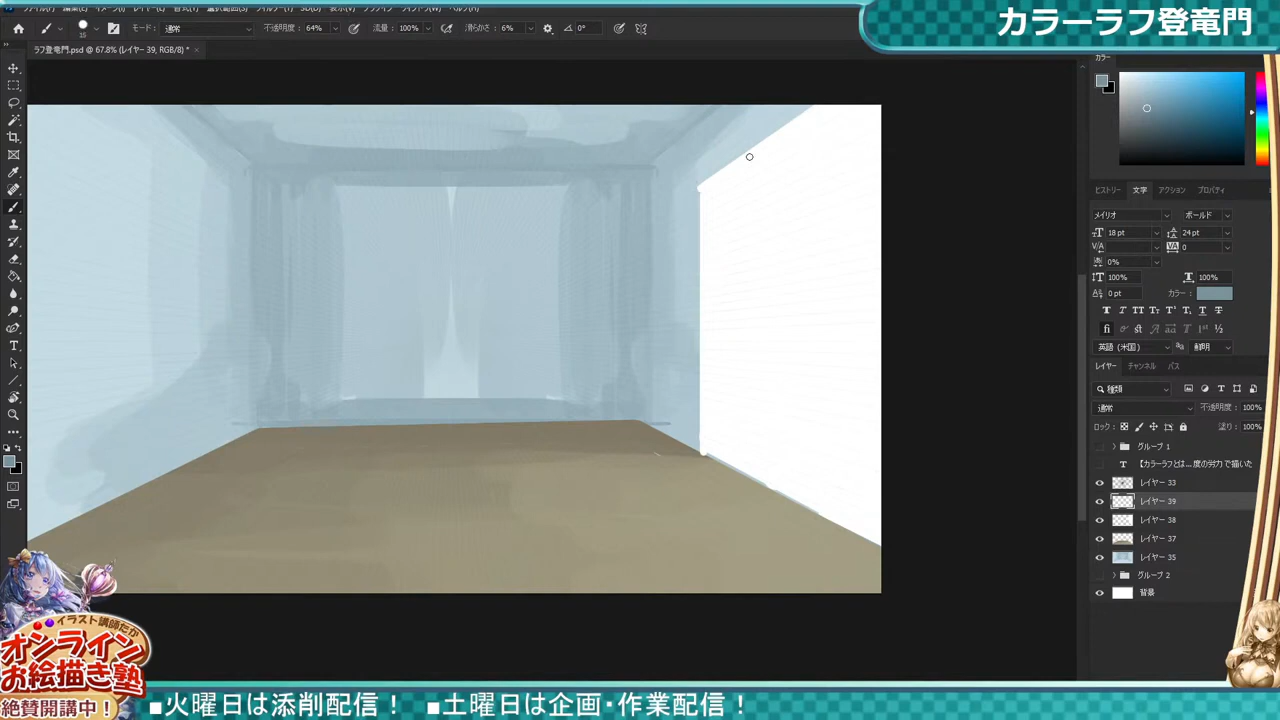 カラーラフ登竜門
15
モード: 通常
不透明度: 64%
流量: 100%
滑らかさ: 6%
0°
ラフ登竜門.psd @ 67.8% (レイヤー 39, RGB/8) *
カラー
ヒストリー 文字 アクション プロパティ
メイリオ ボールド
18 pt 24 pt
0
0%
100% 100%
0 pt カラー:
英語 (米国) 鮮明
レイヤー チャンネル パス
種類
通常 不透明度: 100%
ロック: 塗り: 100%
グループ 1
【カラーラフとは...度の労力で描いた
レイヤー 33
レイヤー 39
レイヤー 38
レイヤー 37
レイヤー 35
グループ 2
背景
イラスト講師たか
オンライン
お絵描き塾
絶賛開講中！
■火曜日は添削配信！ ■土曜日は企画・作業配信！